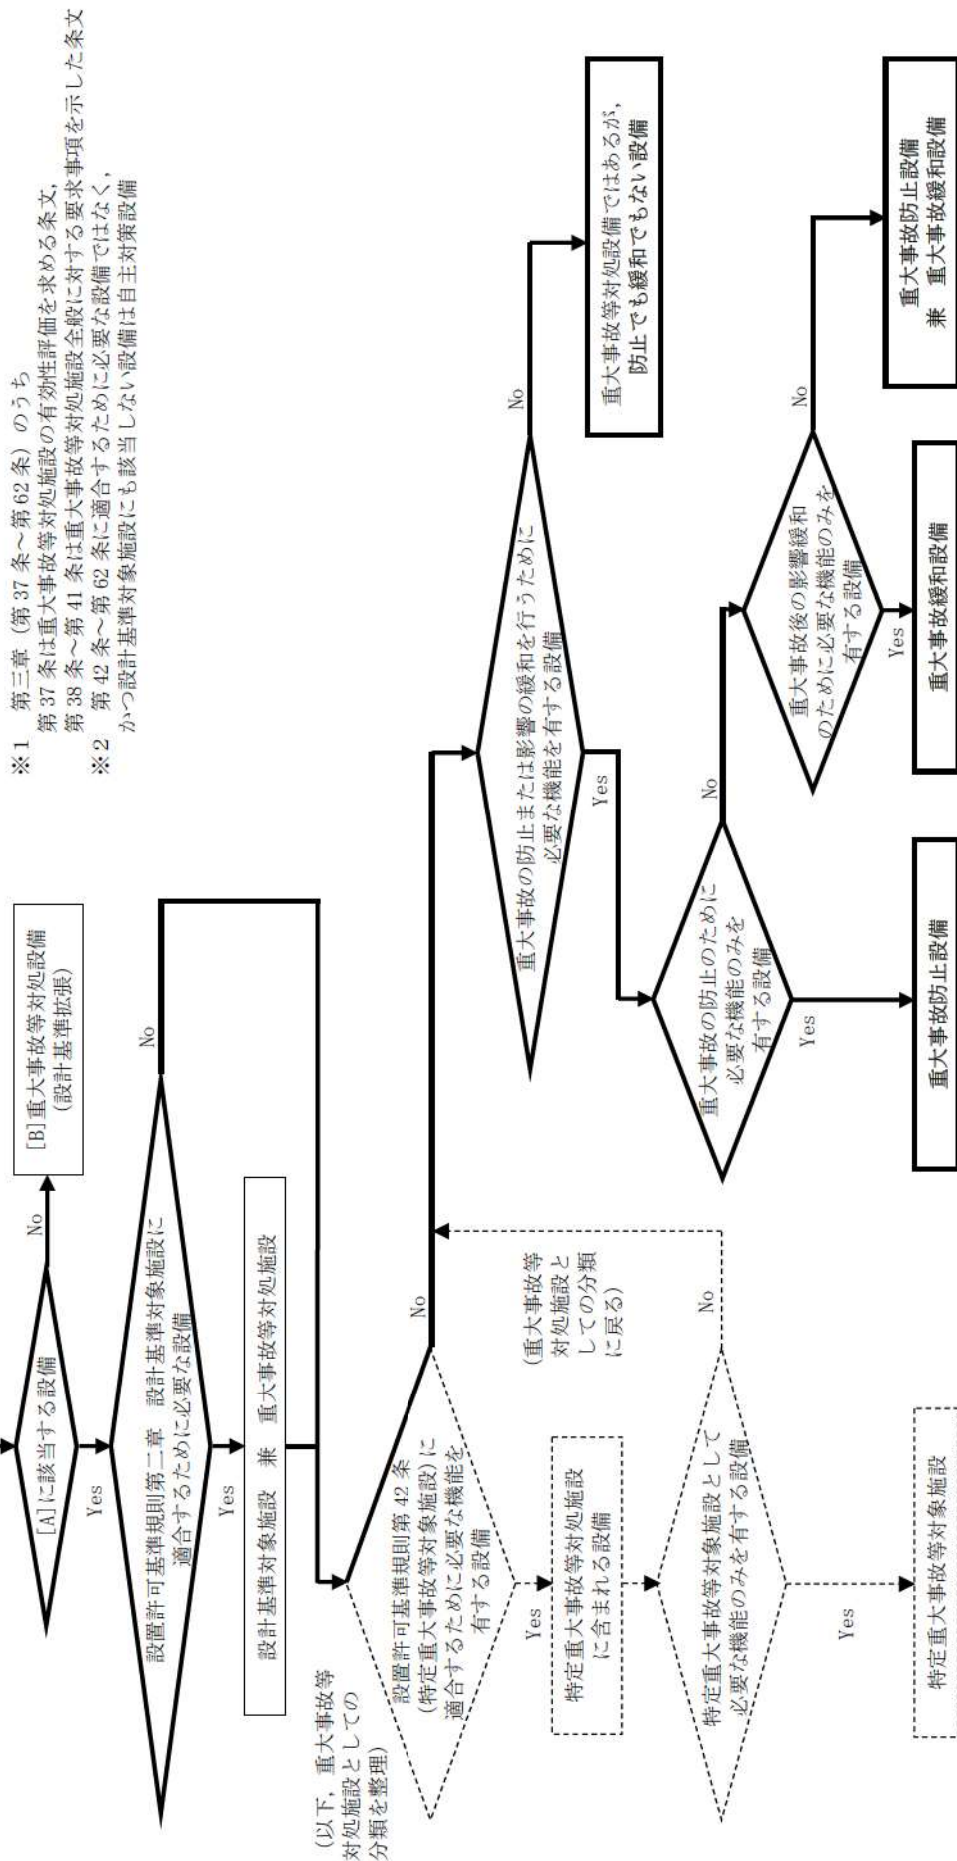 ※1 第三章（第37条～第62条）のうち
第37条は重大事故等対処施設の有効性評価を求める条文,
第38条～第41条は重大事故等対処施設全般に対する要求事項を示した条文
※2 第42条～第62条に適合するために必要な設備ではなく,
かつ設計基準対象施設にも該当しない設備は自主対策設備
[A]に該当する設備
No
[B]重大事故等対処設備
(設計基準拡張)
Yes
設置許可基準規則第二章 設計基準対象施設に
適合するために必要な設備
No
Yes
設計基準対象施設 兼 重大事故等対処施設
(以下, 重大事故等
対処施設としての
分類を整理)
設置許可基準規則第42条
(特定重大事故等対象施設)に
適合するために必要な機能を
有する設備
No
Yes
特定重大事故等対処施設
に含まれる設備
(重大事故等
対処施設と
しての分類
に戻る)
特定重大事故等対象施設として
必要な機能のみを有する設備
No
Yes
特定重大事故等対象施設
重大事故の防止または影響の緩和を行うために
必要な機能を有する設備
No
重大事故等対処設備ではあるが,
防止でも緩和でもない設備
Yes
重大事故の防止のために
必要な機能のみを
有する設備
No
Yes
重大事故防止設備
重大事故後の影響緩和
のために必要な機能のみを
有する設備
No
Yes
重大事故緩和設備
重大事故防止設備
兼 重大事故緩和設備